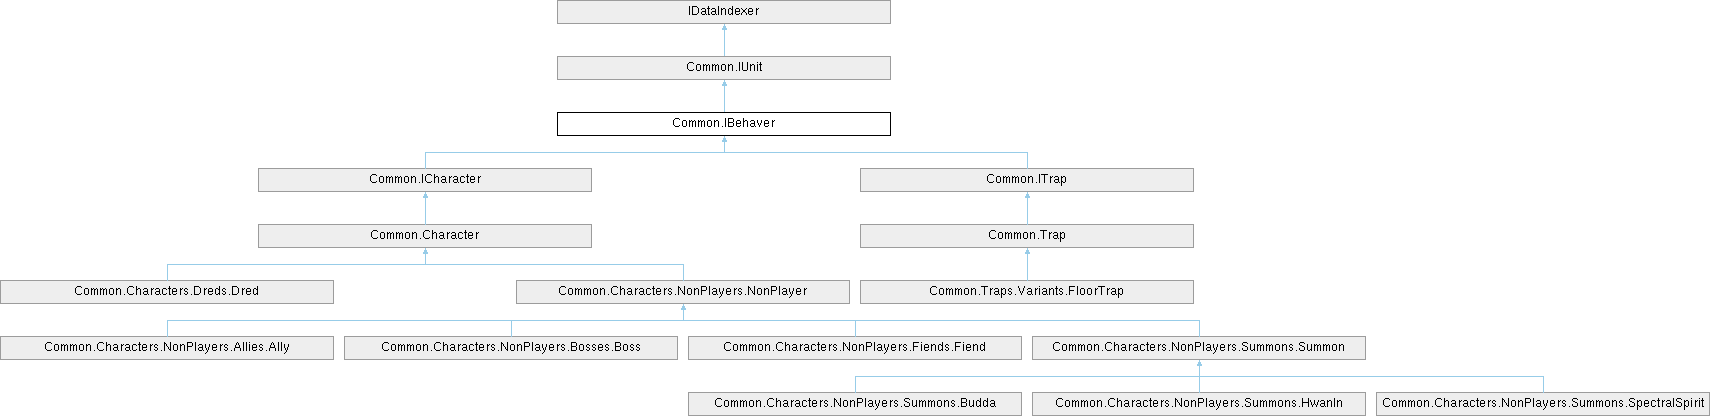 IDataIndexer
Common.IUnit
Common.IBehaver
Common.ICharacter
Common.ITrap
Common.Character
Common.Trap
Common.Characters.Dreds.Dred
Common.Characters.NonPlayers.NonPlayer
Common.Traps.Variants.FloorTrap
Common.Characters.NonPlayers.Allies.Ally
Common.Characters.NonPlayers.Bosses.Boss
Common.Characters.NonPlayers.Fiends.Fiend
Common.Characters.NonPlayers.Summons.Summon
Common.Characters.NonPlayers.Summons.Budda
Common.Characters.NonPlayers.Summons.HwanIn
Common.Characters.NonPlayers.Summons.SpectralSpirit